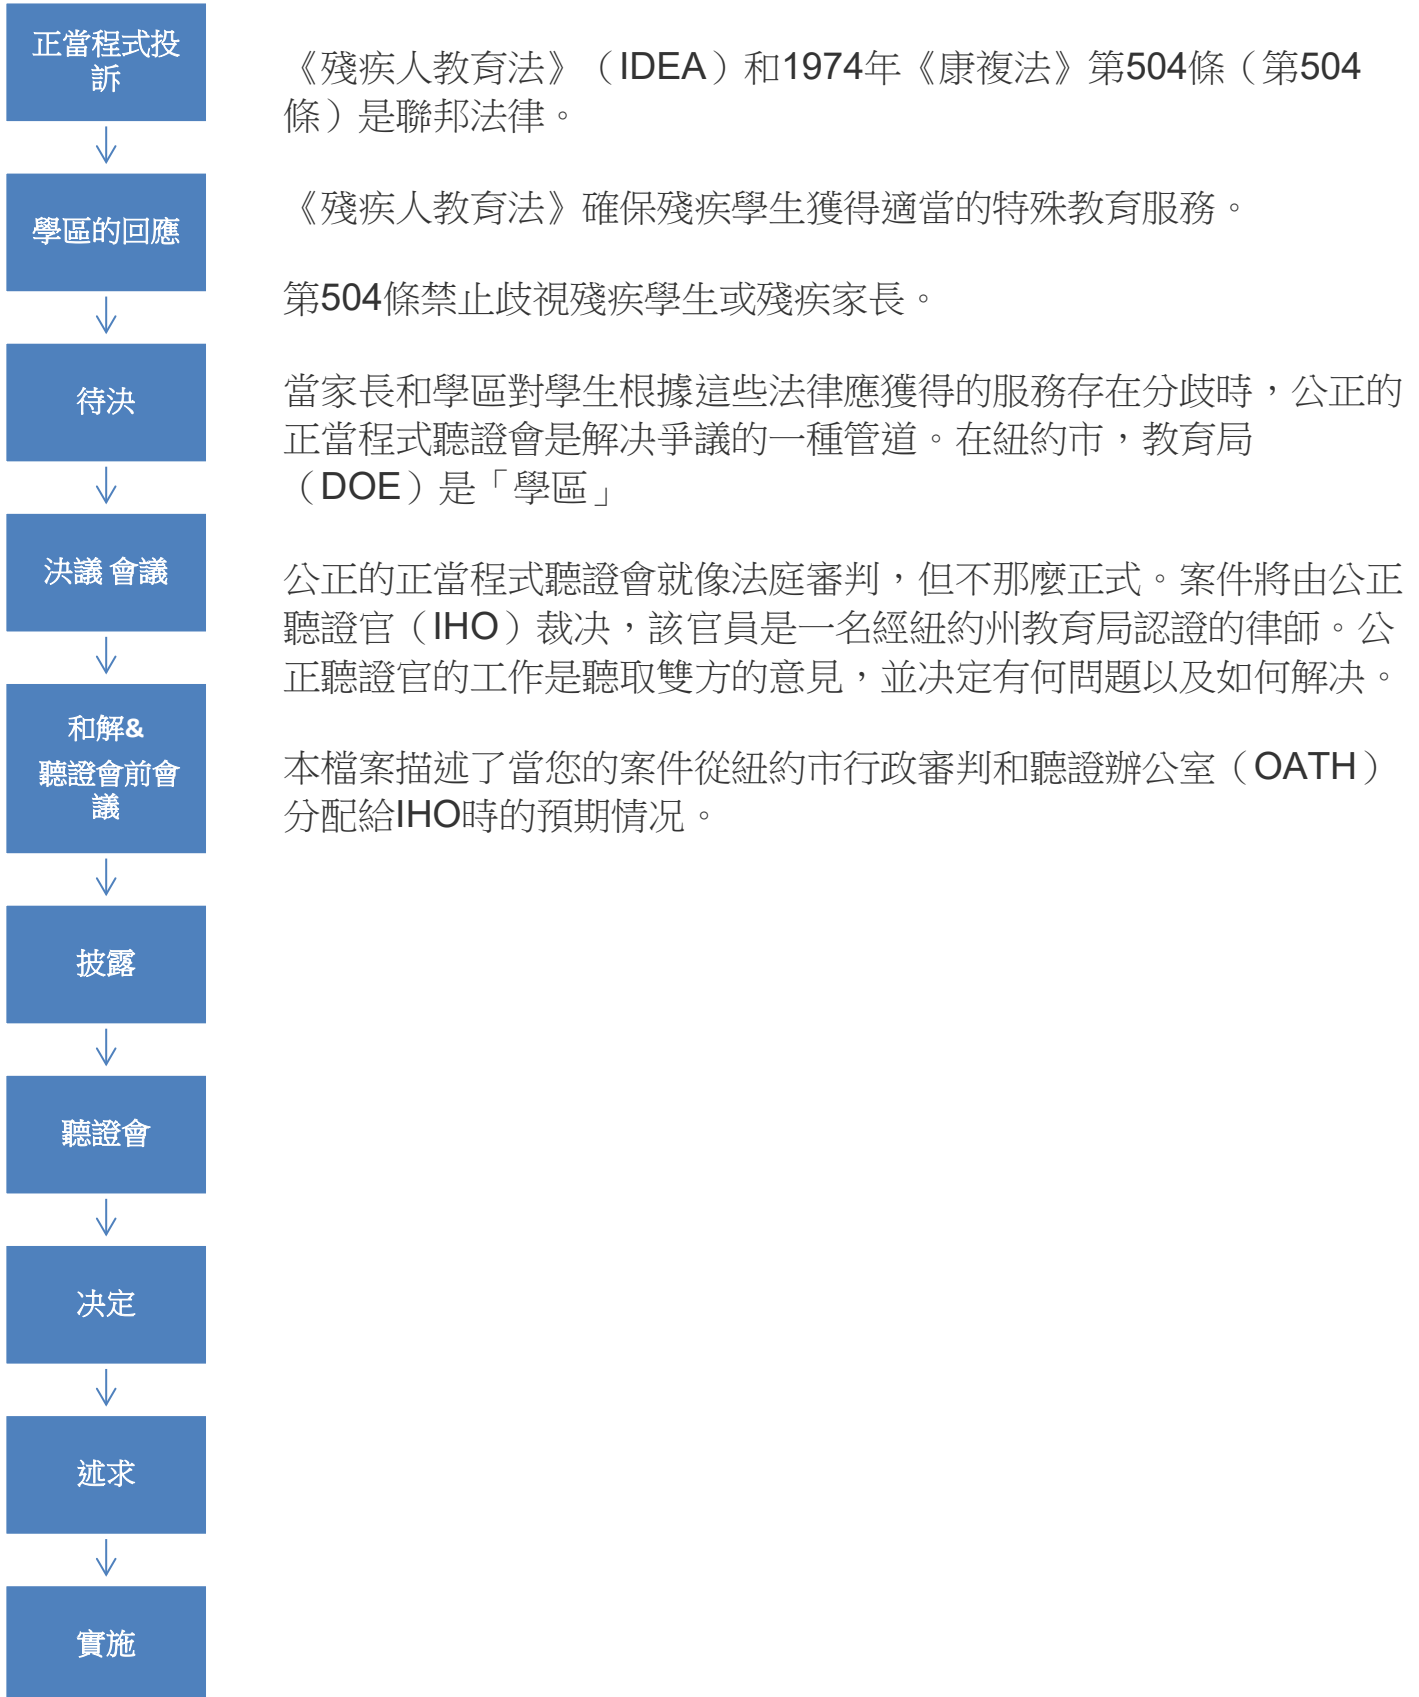 正當程式投
訴
學區的回應
待決
決議 會議
和解&
聽證會前會
議
披露
聽證會
決定
述求
實施
《殘疾人教育法》（IDEA）和1974年《康複法》第504條（第504
條）是聯邦法律。
《殘疾人教育法》確保殘疾學生獲得適當的特殊教育服務。
第504條禁止歧視殘疾學生或殘疾家長。
當家長和學區對學生根據這些法律應獲得的服務存在分歧時，公正的
正當程式聽證會是解決爭議的一種管道。在紐約市，教育局
（DOE）是「學區」
公正的正當程式聽證會就像法庭審判，但不那麼正式。案件將由公正
聽證官（IHO）裁決，該官員是一名經紐約州教育局認證的律師。公
正聽證官的工作是聽取雙方的意見，並決定有何問題以及如何解決。
本檔案描述了當您的案件從紐約市行政審判和聽證辦公室（OATH）
分配給IHO時的預期情况。